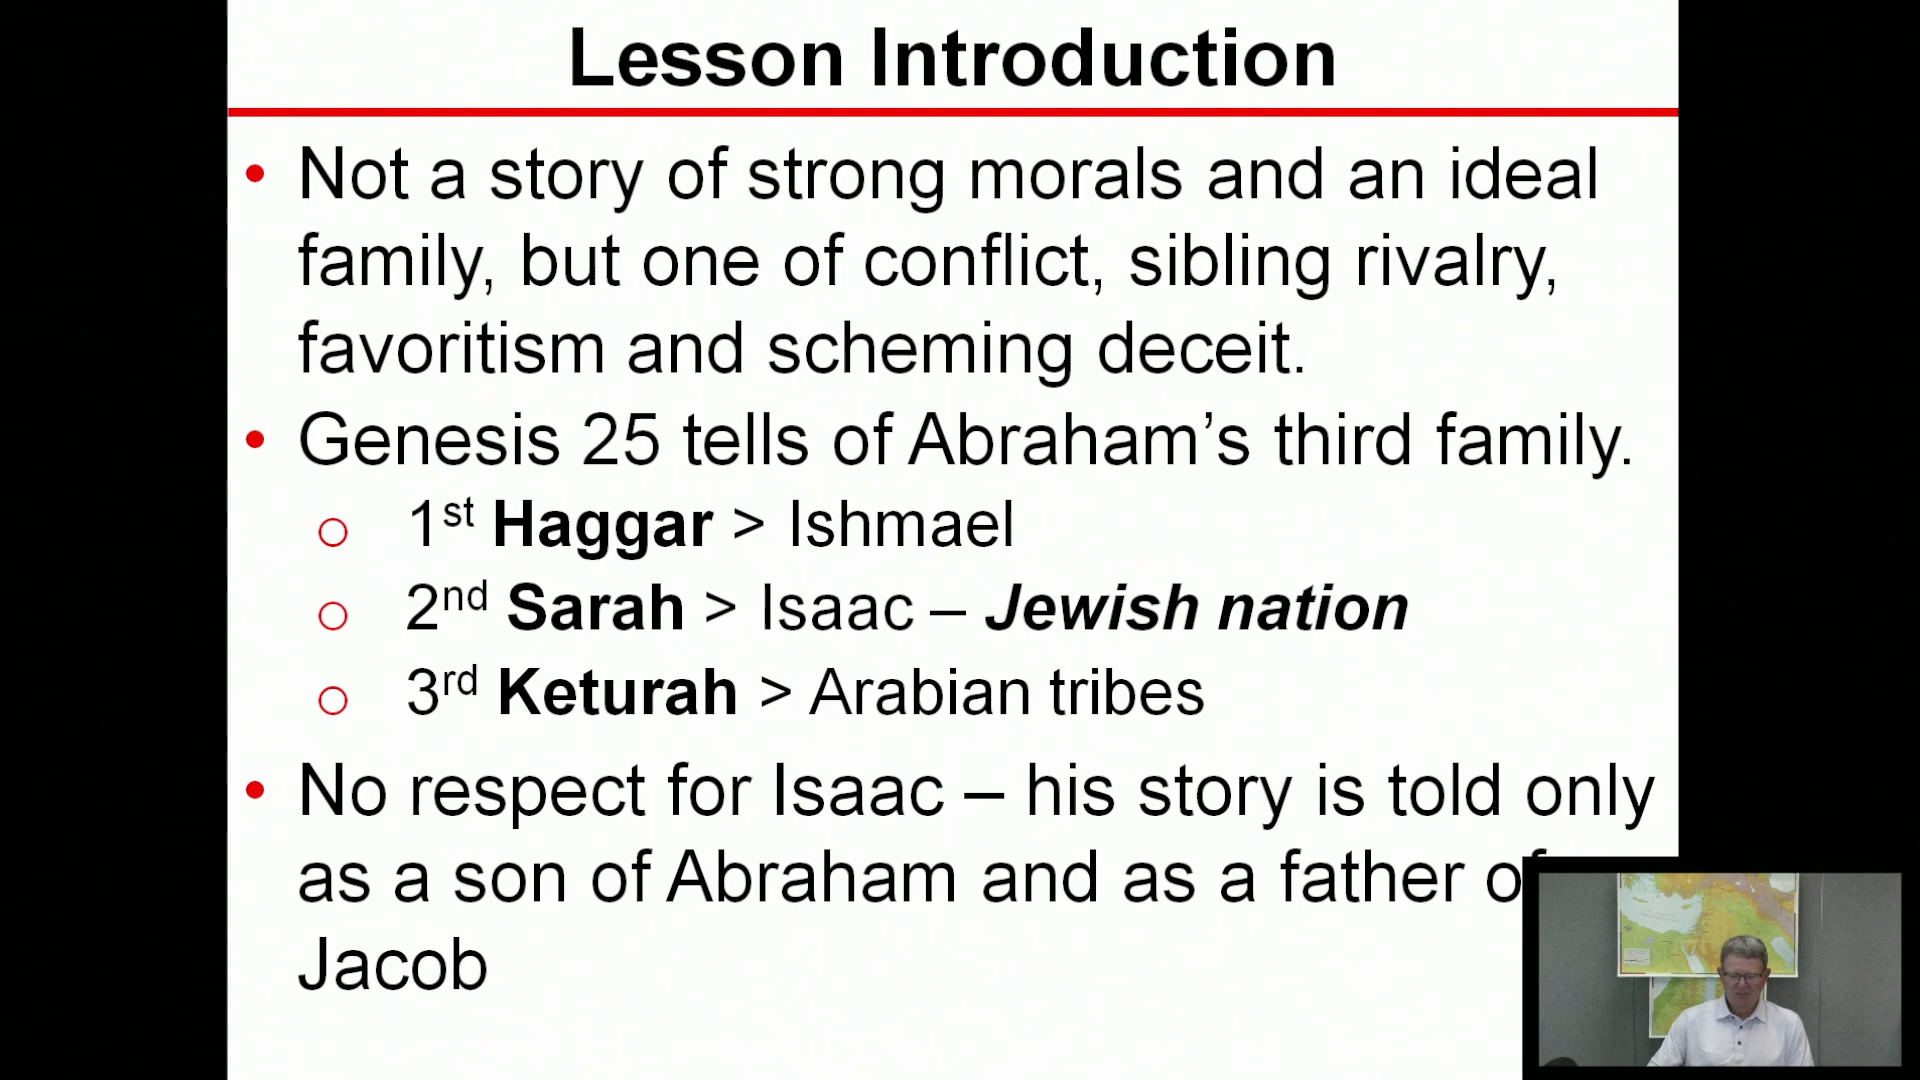 Lesson Introduction
• Not a story of strong morals and an ideal
family, but one of conflict, sibling rivalry,
favoritism and scheming deceit.
• Genesis 25 tells of Abraham’s third family.
o 1st Haggar > Ishmael
o 2nd Sarah > Isaac – Jewish nation
o 3rd Keturah > Arabian tribes
• No respect for Isaac – his story is told only
as a son of Abraham and as a father of
Jacob